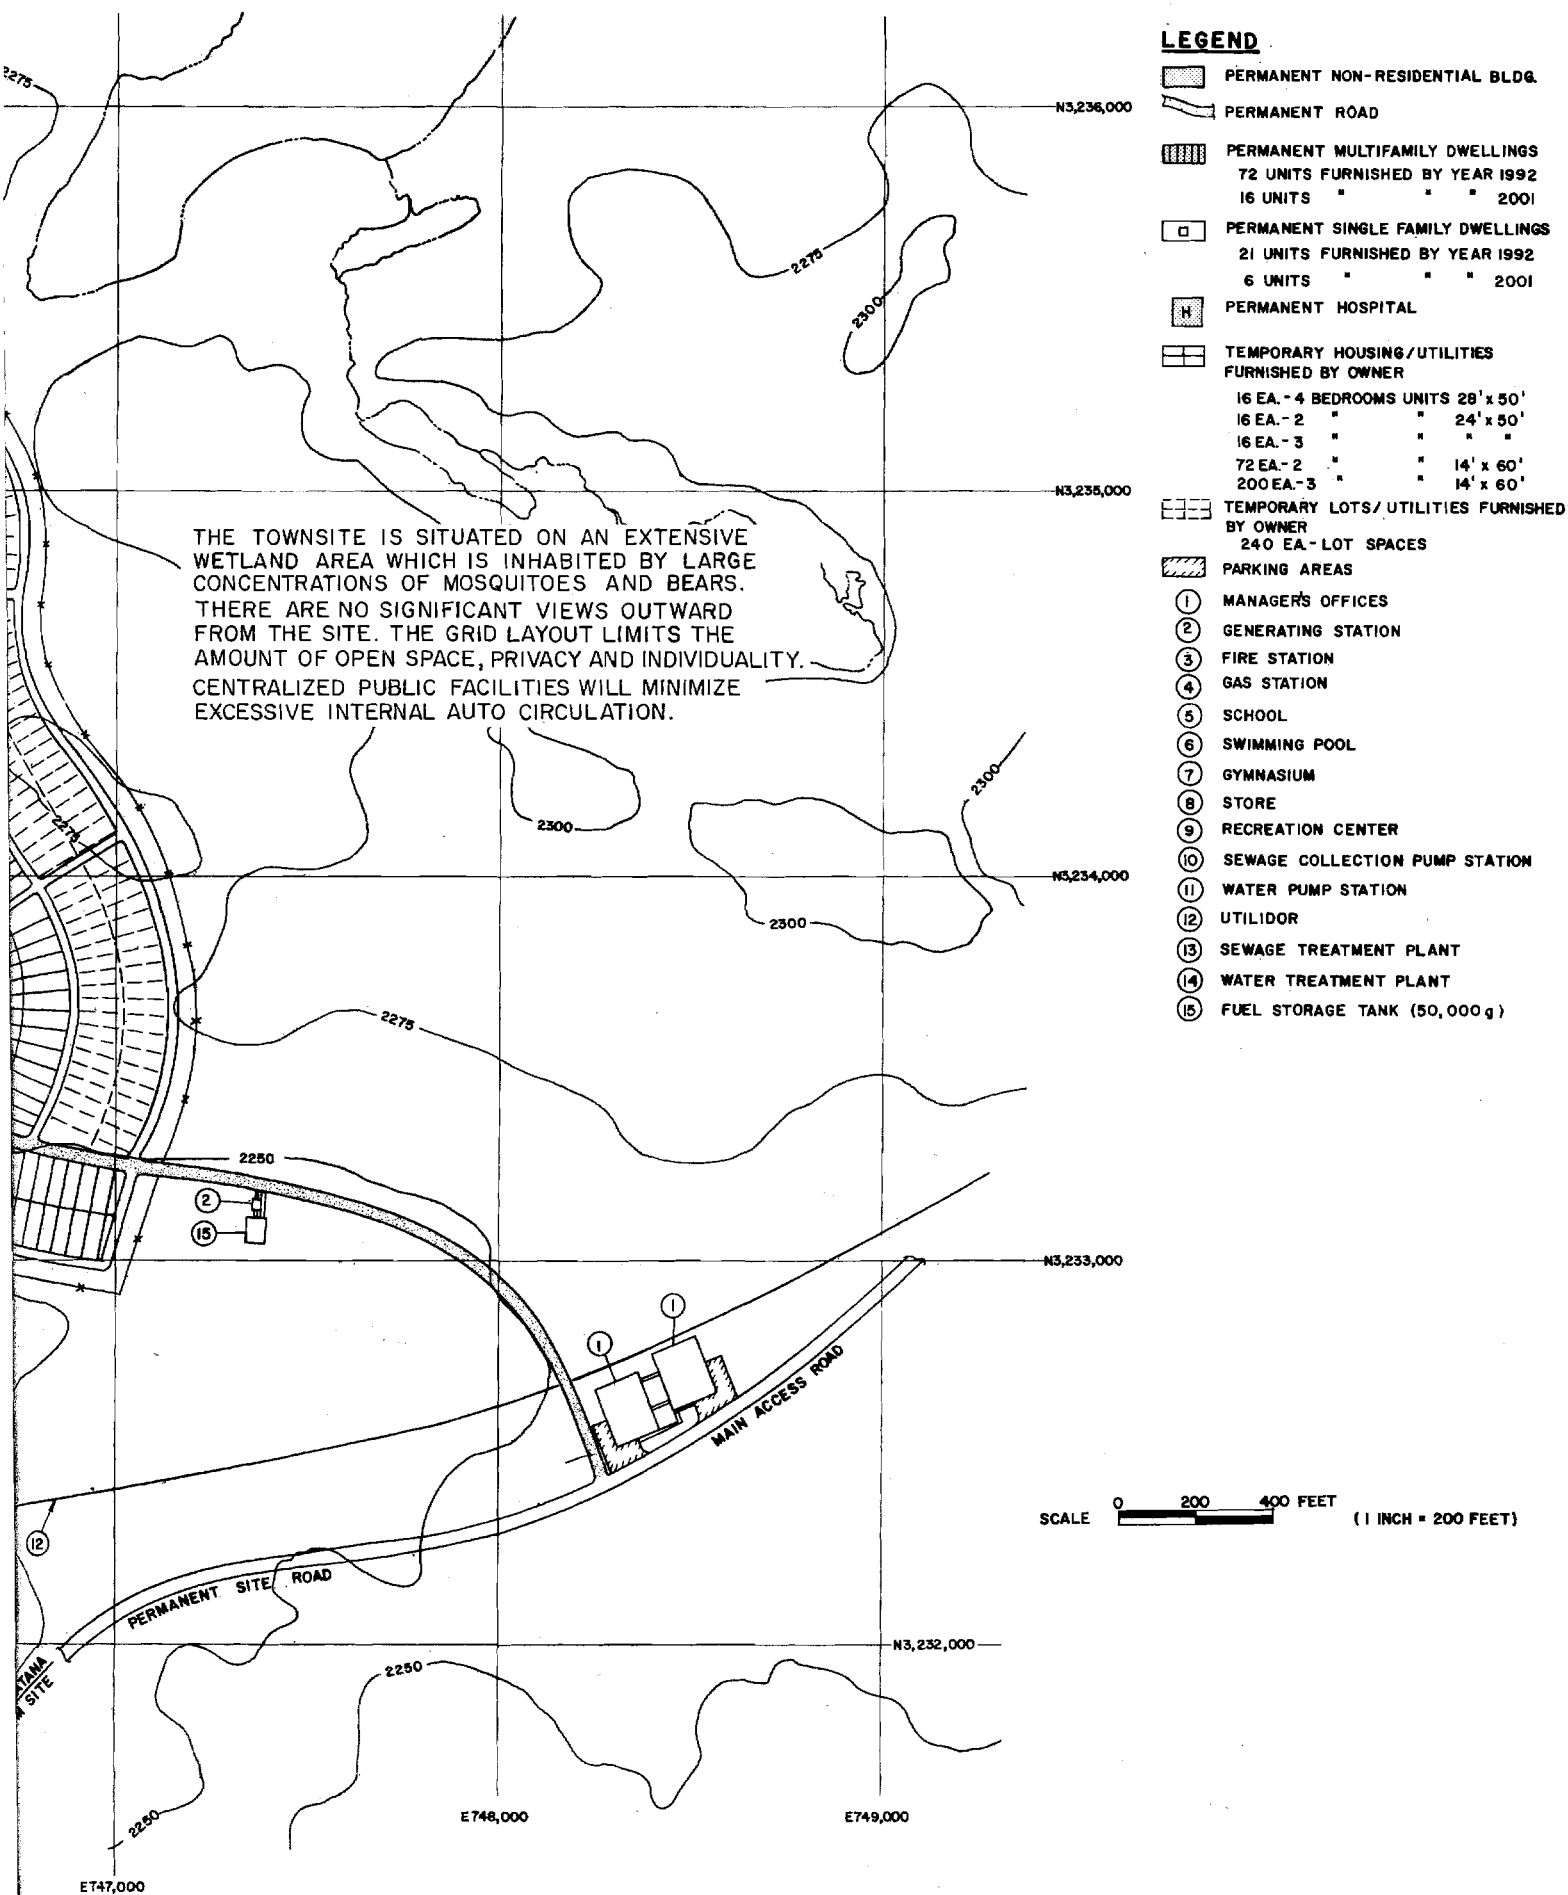 LEGEND
PERMANENT NON-RESIDENTIAL BLDG.
PERMANENT ROAD
PERMANENT MULTIFAMILY DWELLINGS
72 UNITS FURNISHED BY YEAR 1992
16 UNITS " " " 2001
PERMANENT SINGLE FAMILY DWELLINGS
21 UNITS FURNISHED BY YEAR 1992
6 UNITS " " " 2001
H PERMANENT HOSPITAL
TEMPORARY HOUSING/UTILITIES
FURNISHED BY OWNER
16 EA.- 4 BEDROOMS UNITS 28' x 50'
16 EA.- 2 " " 24' x 50'
16 EA.- 3 " " " "
72 EA.- 2 " " 14' x 60'
200 EA.- 3 " " 14' x 60'
TEMPORARY LOTS/ UTILITIES FURNISHED
BY OWNER
240 EA.- LOT SPACES
PARKING AREAS
1 MANAGER'S OFFICES
2 GENERATING STATION
3 FIRE STATION
4 GAS STATION
5 SCHOOL
6 SWIMMING POOL
7 GYMNASIUM
8 STORE
9 RECREATION CENTER
10 SEWAGE COLLECTION PUMP STATION
11 WATER PUMP STATION
12 UTILIDOR
13 SEWAGE TREATMENT PLANT
14 WATER TREATMENT PLANT
15 FUEL STORAGE TANK (50,000 g)
2275
N3,236,000
2275
2300
N3,235,000
THE TOWNSITE IS SITUATED ON AN EXTENSIVE
WETLAND AREA WHICH IS INHABITED BY LARGE
CONCENTRATIONS OF MOSQUITOES AND BEARS.
THERE ARE NO SIGNIFICANT VIEWS OUTWARD
FROM THE SITE. THE GRID LAYOUT LIMITS THE
AMOUNT OF OPEN SPACE, PRIVACY AND INDIVIDUALITY.
CENTRALIZED PUBLIC FACILITIES WILL MINIMIZE
EXCESSIVE INTERNAL AUTO CIRCULATION.
2300
2300
2275
N3,234,000
2300
2275
2250
2
15
N3,233,000
1
1
MAIN ACCESS ROAD
12
SCALE 0 200 400 FEET (1 INCH = 200 FEET)
PERMANENT SITE ROAD
N3,232,000
ATANA
SITE
2250
2250
E748,000
E749,000
E747,000